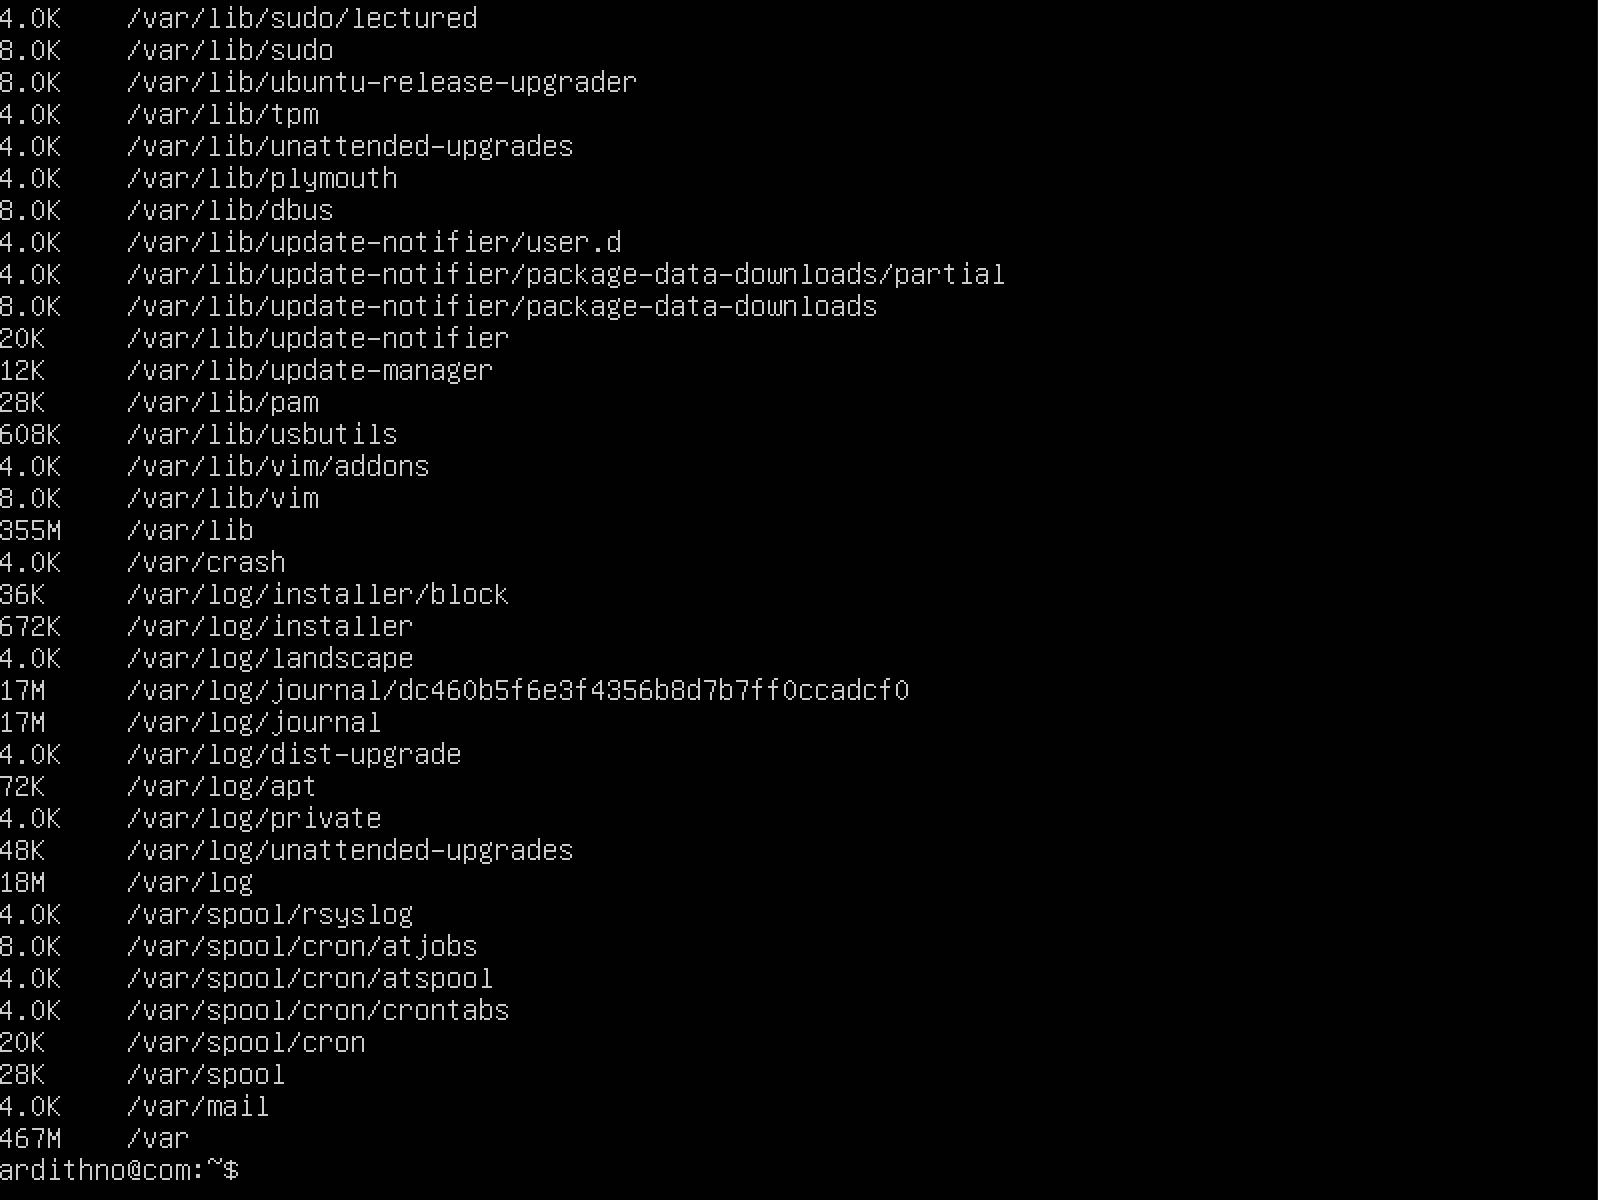 4.0K    /var/lib/sudo/lectured
8.0K    /var/lib/sudo
8.0K    /var/lib/ubuntu-release-upgrader
4.0K    /var/lib/tpm
4.0K    /var/lib/unattended-upgrades
4.0K    /var/lib/plymouth
8.0K    /var/lib/dbus
4.0K    /var/lib/update-notifier/user.d
4.0K    /var/lib/update-notifier/package-data-downloads/partial
8.0K    /var/lib/update-notifier/package-data-downloads
20K     /var/lib/update-notifier
12K     /var/lib/update-manager
28K     /var/lib/pam
608K    /var/lib/usbutils
4.0K    /var/lib/vim/addons
8.0K    /var/lib/vim
355M    /var/lib
4.0K    /var/crash
36K     /var/log/installer/block
672K    /var/log/installer
4.0K    /var/log/landscape
17M     /var/log/journal/dc460b5f6e3f4356b8d7b7ff0ccadcf0
17M     /var/log/journal
4.0K    /var/log/dist-upgrade
72K     /var/log/apt
4.0K    /var/log/private
48K     /var/log/unattended-upgrades
18M     /var/log
4.0K    /var/spool/rsyslog
8.0K    /var/spool/cron/atjobs
4.0K    /var/spool/cron/atspool
4.0K    /var/spool/cron/crontabs
20K     /var/spool/cron
28K     /var/spool
4.0K    /var/mail
467M    /var
ardithno@com:~$